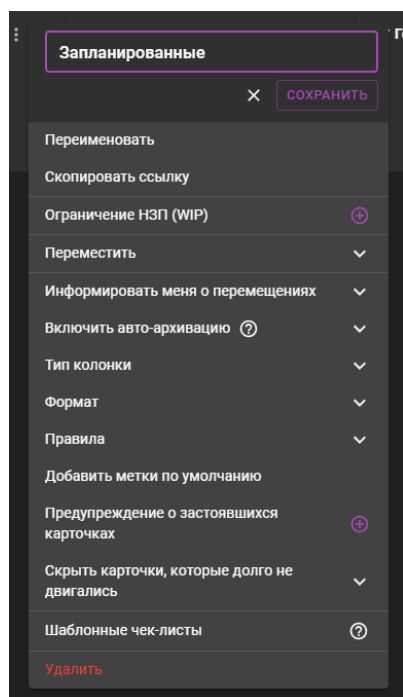 Запланированные
СОХРАНИТЬ
Переименовать
Скопировать ссылку
Ограничение НЗП (WIP)
Переместить
Информировать меня о перемещениях
Включить авто-архивацию
Тип колонки
Формат
Правила
Добавить метки по умолчанию
Предупреждение о застоявшихся
карточках
Скрыть карточки, которые долго не
двигались
Шаблонные чек-листы
Удалить